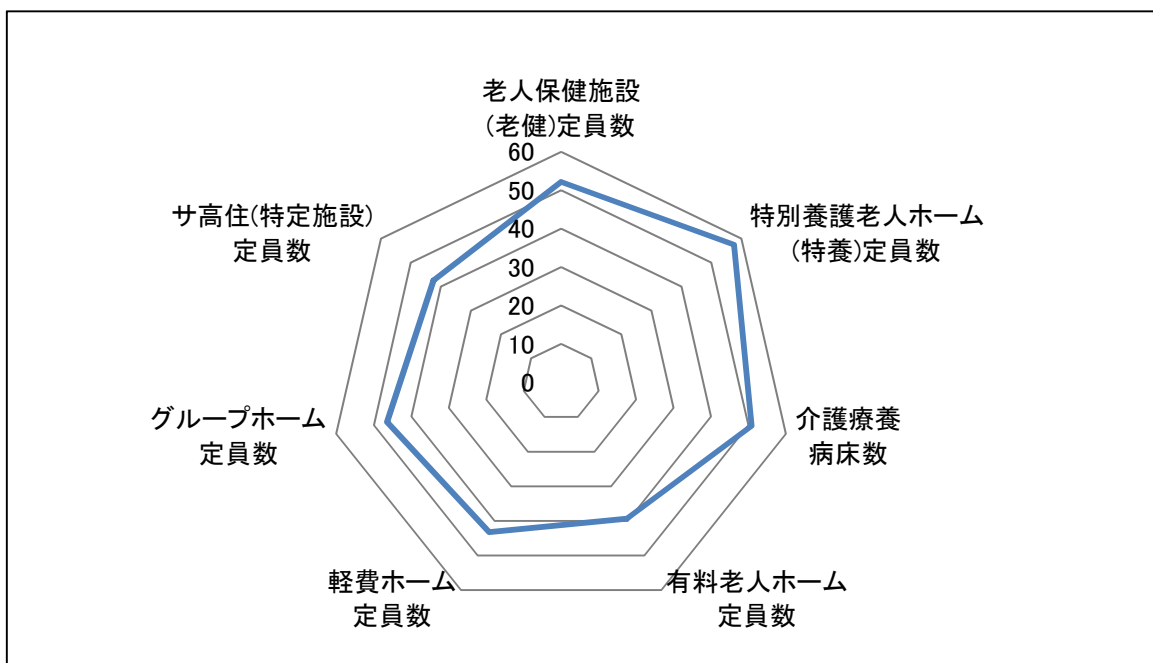 老人保健施設
(老健)定員数
60
50
40
30
20
10
0
特別養護老人ホーム
(特養)定員数
介護療養
病床数
有料老人ホーム
定員数
軽費ホーム
定員数
グループホーム
定員数
サ高住(特定施設)
定員数